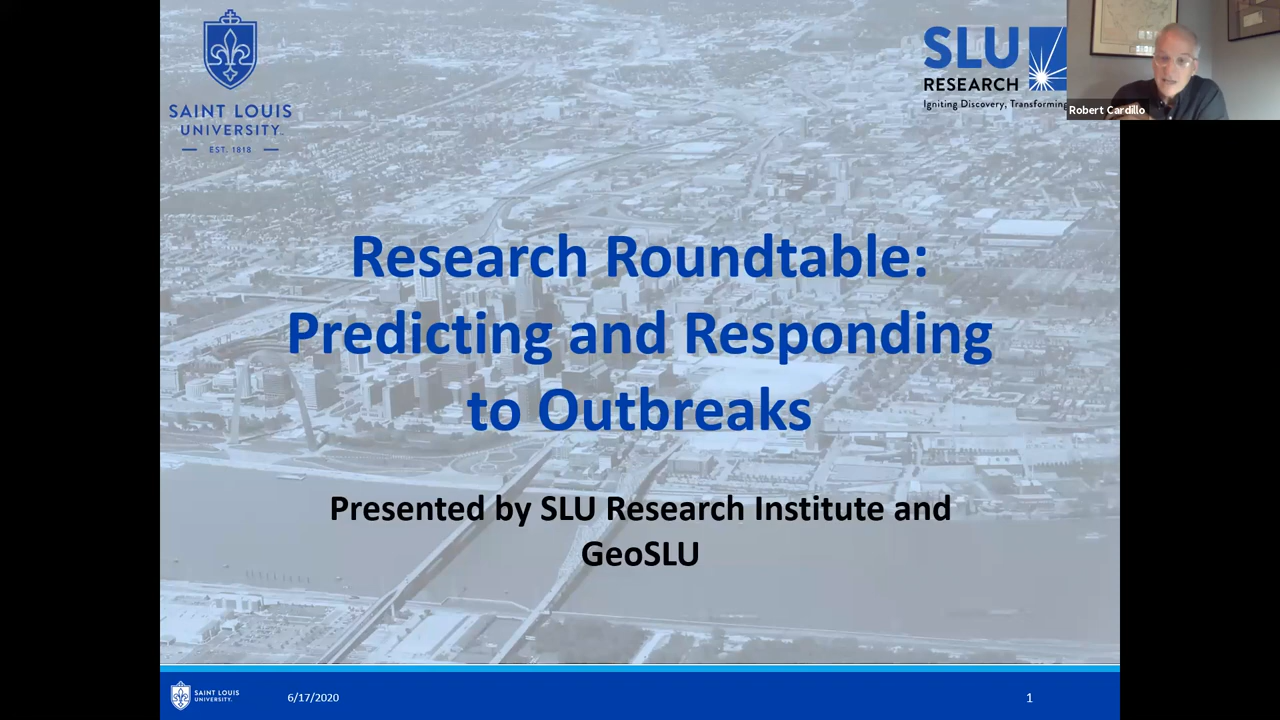 SAINT LOUIS
UNIVERSITY.
EST. 1818
SLU
RESEARCH
Igniting Discovery, Transforming
Robert Cardillo
Research Roundtable:
Predicting and Responding
to Outbreaks
Presented by SLU Research Institute and
GeoSLU
SAINT LOUIS
UNIVERSITY.
6/17/2020
1